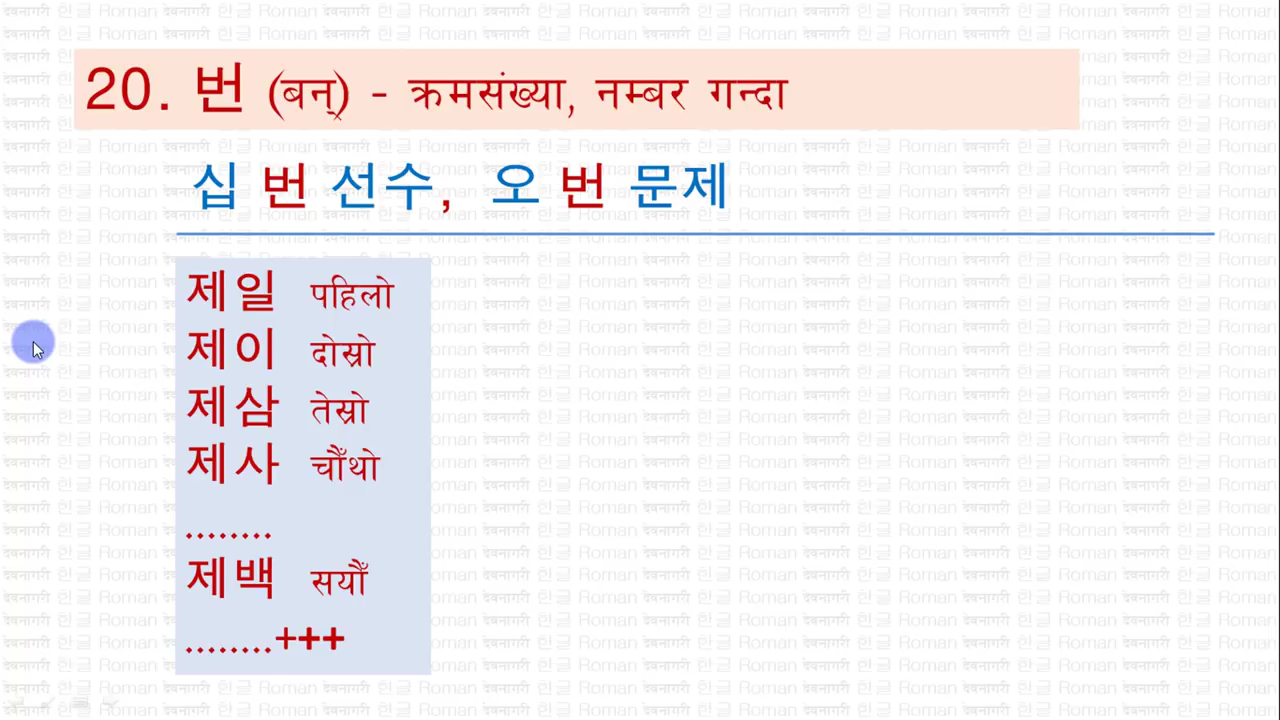 20. 번 (बन्) - क्रमसंख्या, नम्बर गन्दा
십 번 선수, 오 번 문제
제일 पहिलो
제이 दोस्रो
제삼 तेस्रो
제사 चौँथो
........
제백 सयौँ
........+++